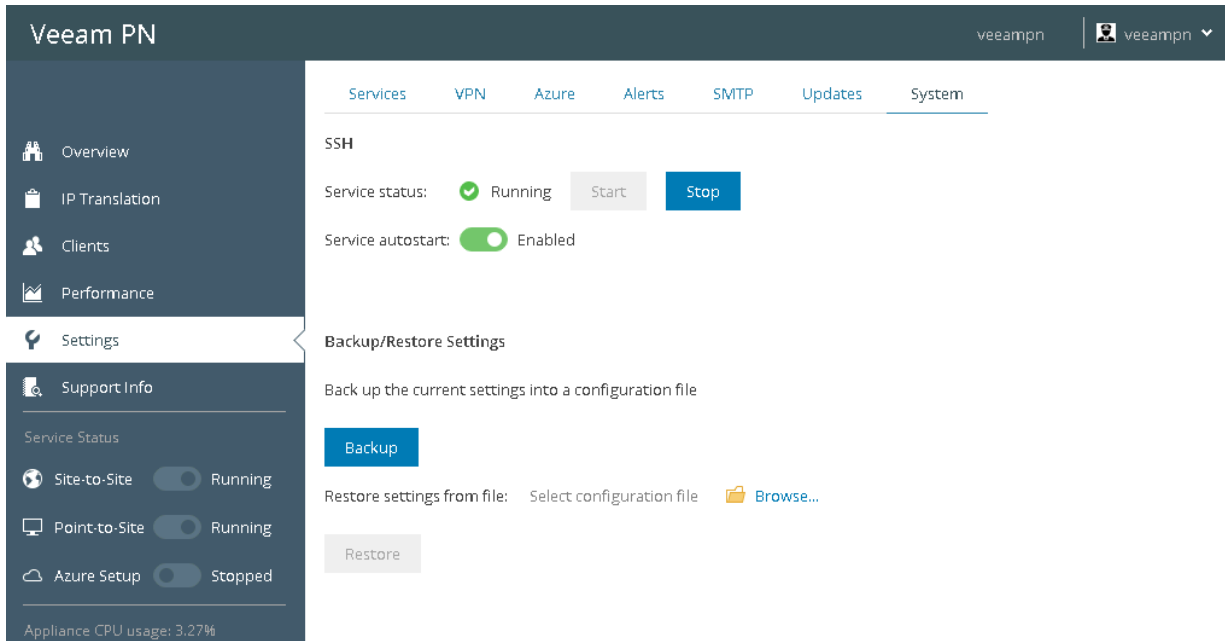 Veeam PN
veeampn
veeampn
Services VPN Azure Alerts SMTP Updates System
Overview
IP Translation
Clients
Performance
Settings
Support Info
Service Status
Site-to-Site Running
Point-to-Site Running
Azure Setup Stopped
Appliance CPU usage: 3.27%
SSH
Service status: Running Start Stop
Service autostart: Enabled
Backup/Restore Settings
Back up the current settings into a configuration file
Backup
Restore settings from file: Select configuration file Browse...
Restore